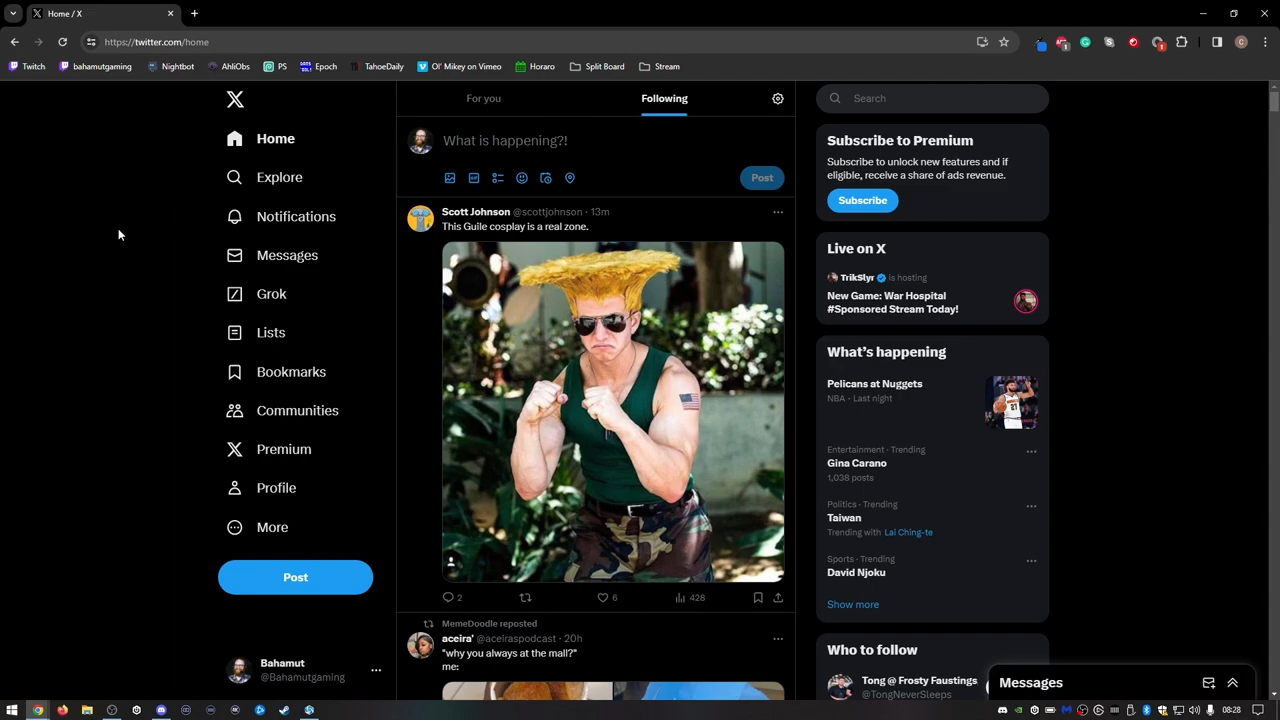 Home / X
https://twitter.com/home
Twitch
bahamutgaming
Nightbot
AhliObs
PS
Epoch
TahoeDaily
Ol' Mikey on Vimeo
Horaro
Split Board
Stream
Home
Explore
Notifications
Messages
Grok
Lists
Bookmarks
Communities
Premium
Profile
More
Post
Bahamut
@Bahamutgaming
For you
Following
What is happening?!
Post
Scott Johnson @scottjohnson · 13m
This Guile cosplay is a real zone.
2
6
428
MemeDoodle reposted
aceira' @aceiraspodcast · 20h
"why you always at the mall?"
me:
Search
Subscribe to Premium
Subscribe to unlock new features and if
eligible, receive a share of ads revenue.
Subscribe
Live on X
TrikSlyr is hosting
New Game: War Hospital
#Sponsored Stream Today!
What's happening
Pelicans at Nuggets
NBA · Last night
Entertainment · Trending
Gina Carano
1,038 posts
Politics · Trending
Taiwan
Trending with Lai Ching-te
Sports · Trending
David Njoku
Show more
Who to follow
Tong @ Frosty Faustings
@TongNeverSleeps
Messages
08:28